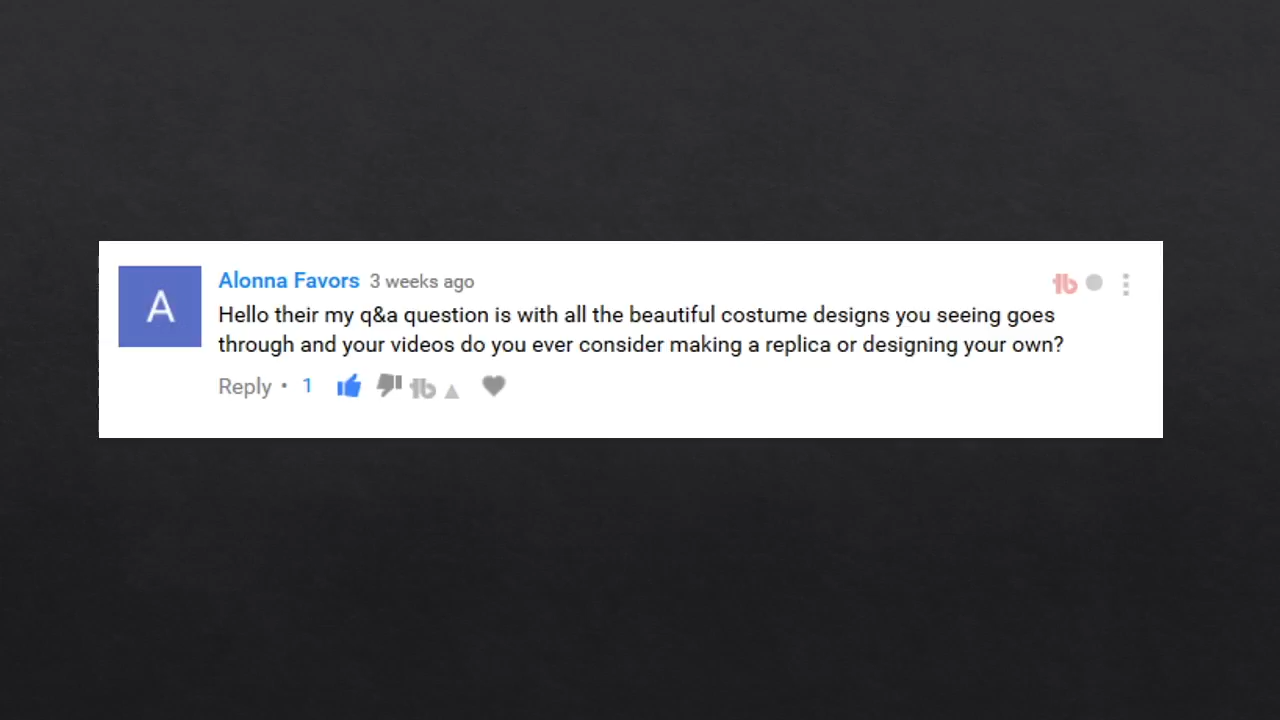 A
Alonna Favors 3 weeks ago
Hello their my q&a question is with all the beautiful costume designs you seeing goes
through and your videos do you ever consider making a replica or designing your own?
Reply • 1